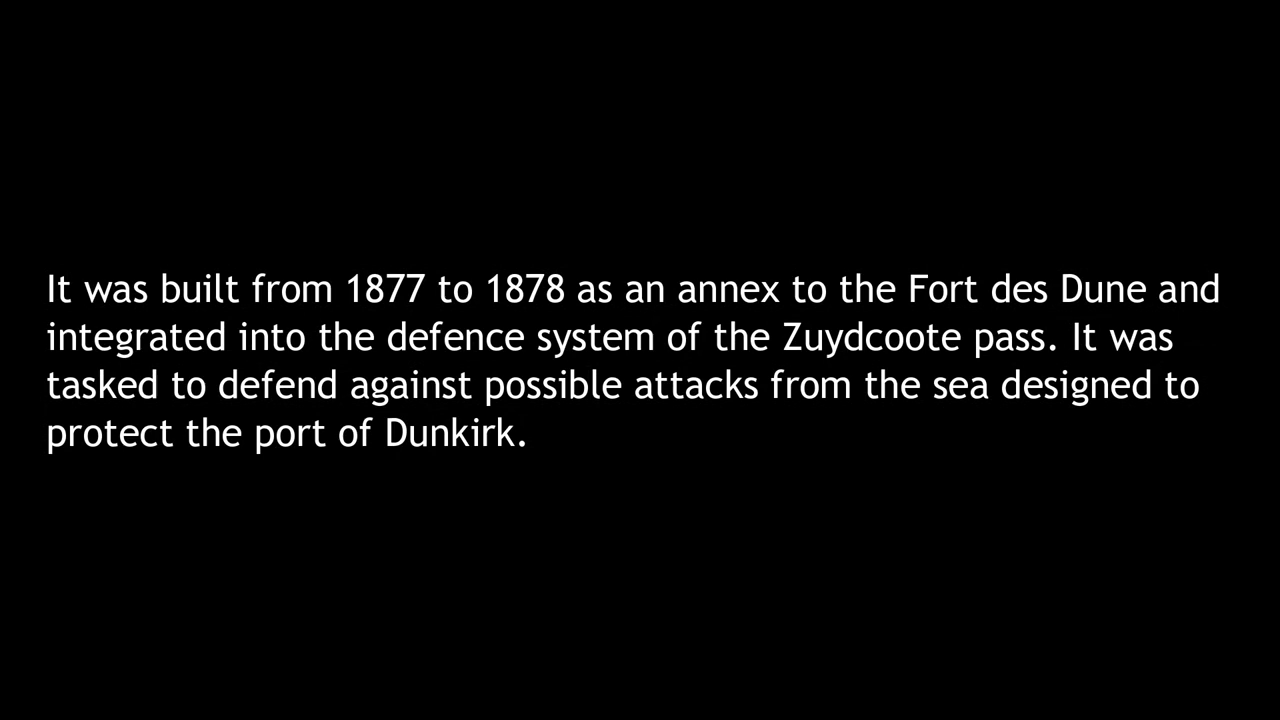 It was built from 1877 to 1878 as an annex to the Fort des Dune and
integrated into the defence system of the Zuydcoote pass. It was
tasked to defend against possible attacks from the sea designed to
protect the port of Dunkirk.